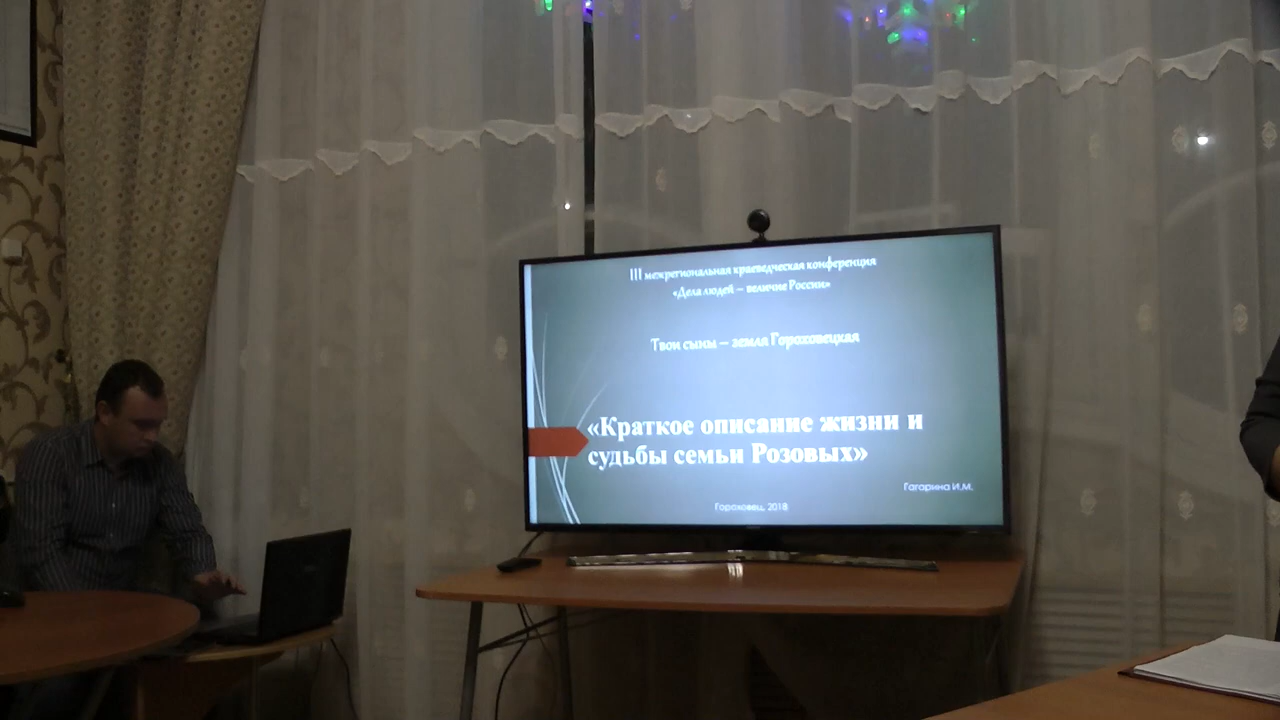 III межрегиональная краеведческая конференция
«Дела людей – величие России»
Твои сыны – земля Гороховецкая
«Краткое описание жизни и
судьбы семьи Розовых»
Гагарина И.М.
Гороховец, 2018